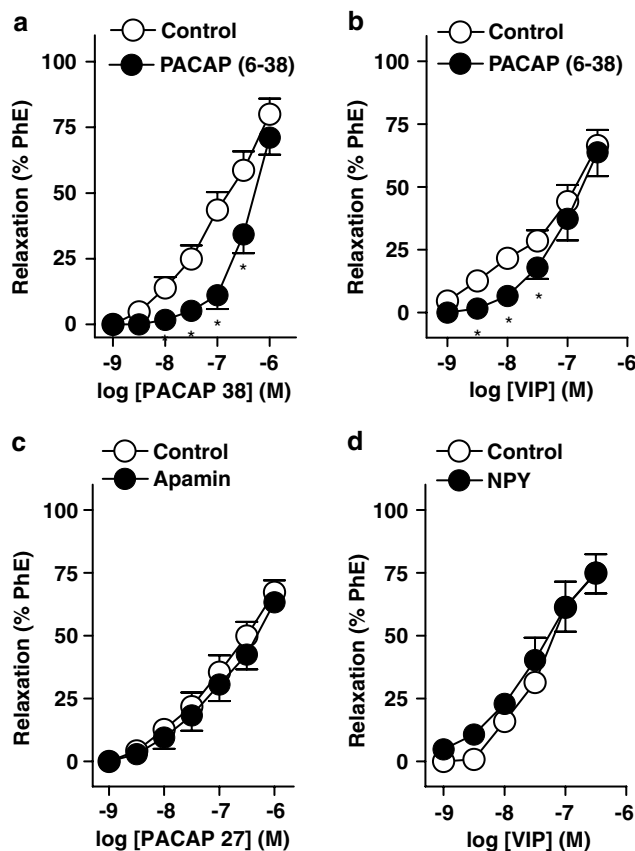 a
Control
PACAP (6-38)
100
75
50
25
0
Relaxation (% PhE)
*
*
*
*
-9
-8
-7
-6
log [PACAP 38] (M)
b
Control
PACAP (6-38)
100
75
50
25
0
Relaxation (% PhE)
*
*
*
-9
-8
-7
-6
log [VIP] (M)
c
Control
Apamin
100
75
50
25
0
Relaxation (% PhE)
-9
-8
-7
-6
log [PACAP 27] (M)
d
Control
NPY
100
75
50
25
0
Relaxation (% PhE)
-9
-8
-7
-6
log [VIP] (M)